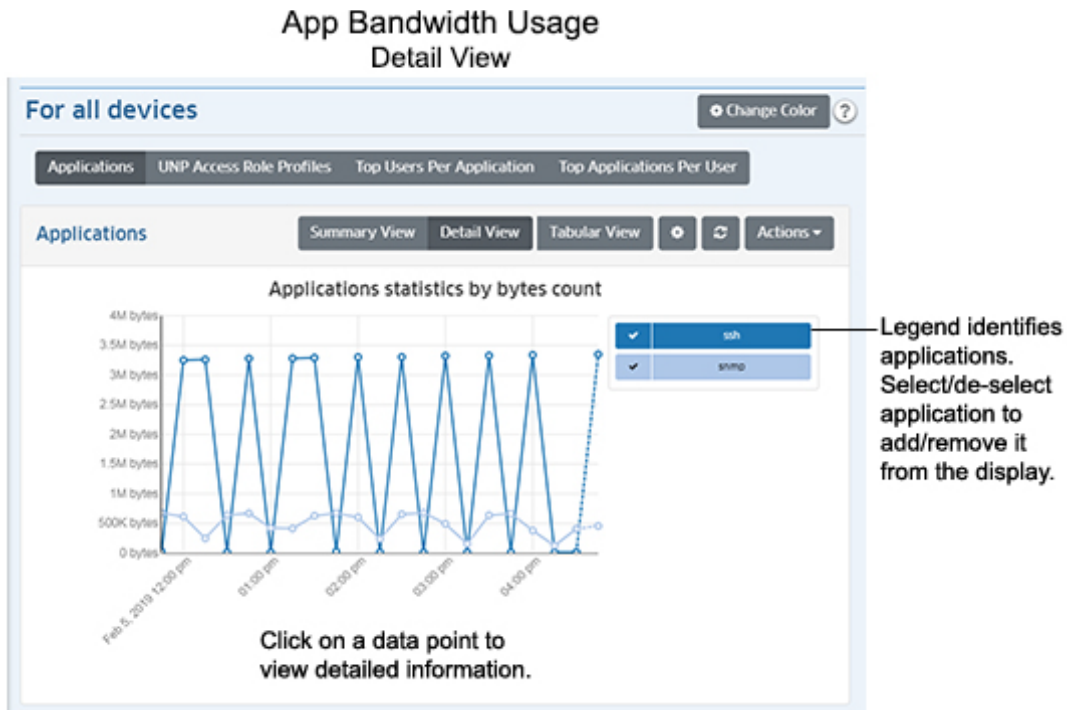 App Bandwidth Usage
Detail View
For all devices
Change Color ?
Applications UNP Access Role Profiles Top Users Per Application Top Applications Per User
Applications
Summary View Detail View Tabular View Actions
Applications statistics by bytes count
4M bytes
3.5M bytes
3M bytes
2.5M bytes
2M bytes
1.5M bytes
1M bytes
500K bytes
0 bytes
Feb 5, 2019 12:00 pm
01:00 pm
02:00 pm
03:00 pm
04:00 pm
ssh
snmp
Legend identifies
applications.
Select/de-select
application to
add/remove it
from the display.
Click on a data point to
view detailed information.